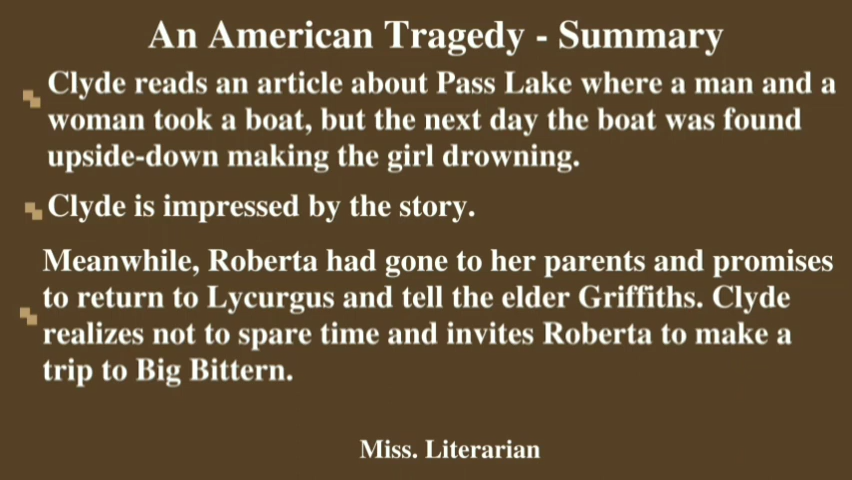 An American Tragedy - Summary
Clyde reads an article about Pass Lake where a man and a
woman took a boat, but the next day the boat was found
upside-down making the girl drowning.
Clyde is impressed by the story.
Meanwhile, Roberta had gone to her parents and promises
to return to Lycurgus and tell the elder Griffiths. Clyde
realizes not to spare time and invites Roberta to make a
trip to Big Bittern.
Miss. Literarian